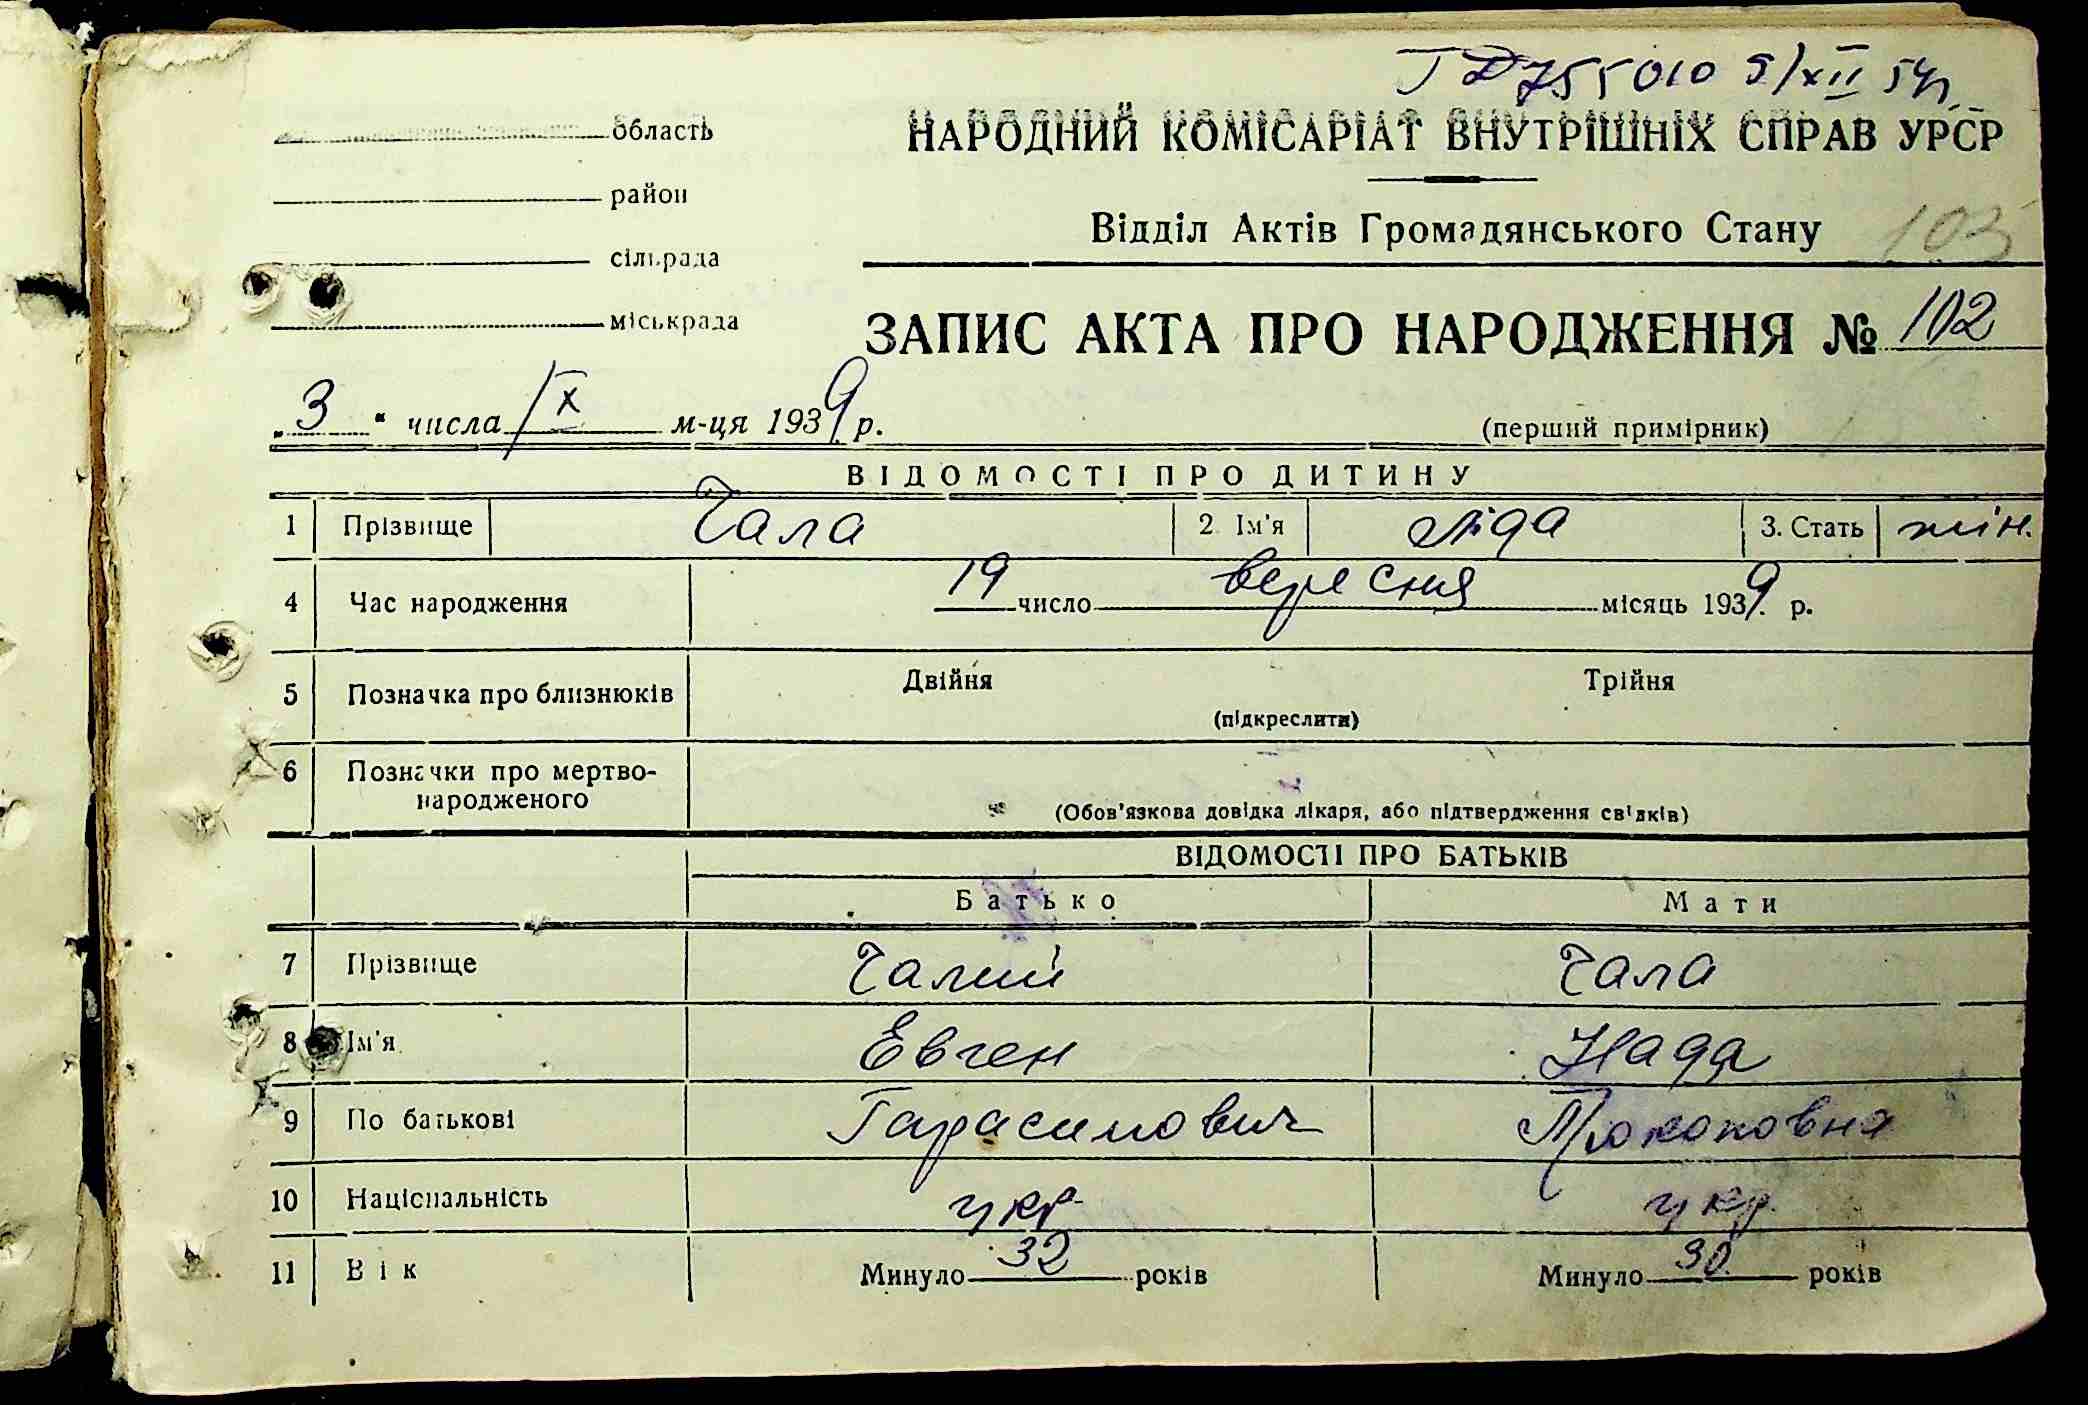 ГД 755010 9/XII 54р.
область НАРОДНИЙ КОМІСАРІАТ ВНУТРІШНІХ СПРАВ УРСР
район
Відділ Актів Громадянського Стану 103
сільрада
міськрада ЗАПИС АКТА ПРО НАРОДЖЕННЯ № 102
„3“ числа X м-ця 1939 р. (перший примірник)
ВІДОМОСТІ ПРО ДИТИНУ
1 Прізвище Чала 2. Ім'я Ліда 3. Стать жін.
4 Час народження 19 число вересня місяць 1939 р.
5 Позначка про близнюків Двійня Трійня
(підкреслити)
6 Позначки про мертво-
народженого (Обов'язкова довідка лікаря, або підтвердження свідків)
ВІДОМОСТІ ПРО БАТЬКІВ
Батько Мати
7 Прізвище Чалий Чала
8 Ім'я Евген Надя
9 По батькові Гарасимович
10 Національність укр. укр.
11 Вік Минуло 32 років Минуло 30 років